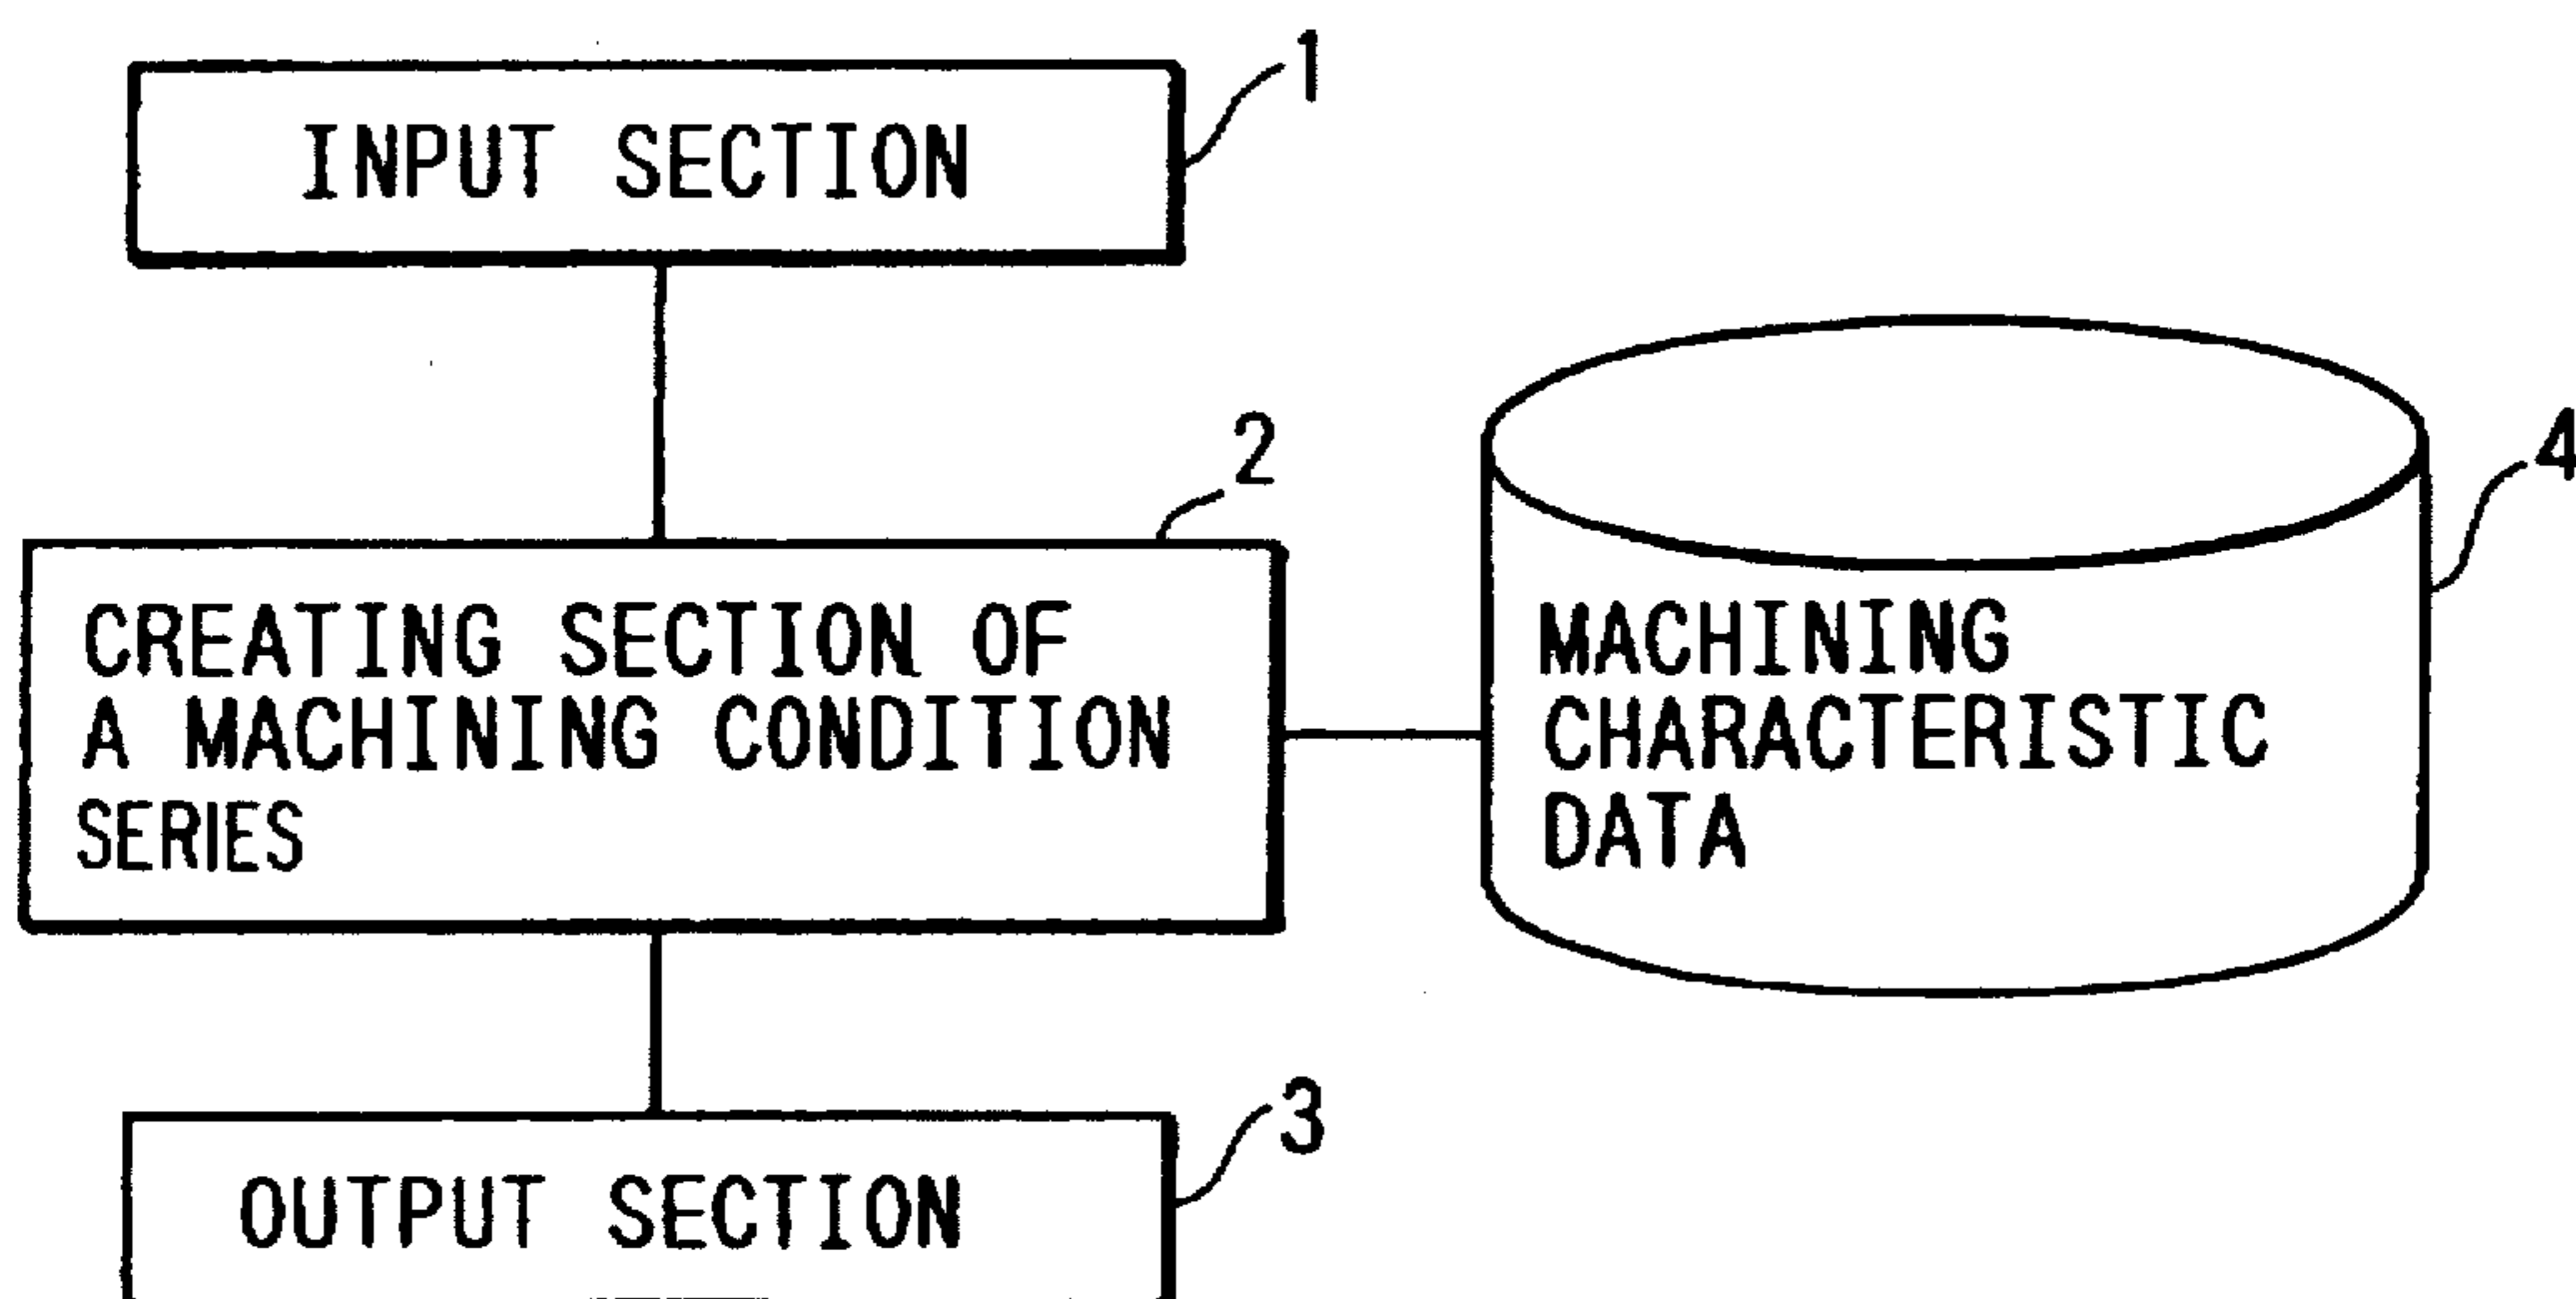 1
INPUT SECTION
2
4
CREATING SECTION OF
A MACHINING CONDITION
SERIES
MACHINING
CHARACTERISTIC
DATA
3
OUTPUT SECTION